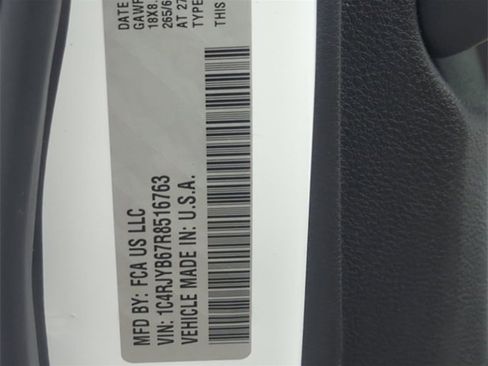 DATE
GAWR
18X8.
265/6
AT 27
TYPE
THIS
MFD BY: FCA US LLC
VIN: 1C4RJYB67R8516763
VEHICLE MADE IN: U.S.A.